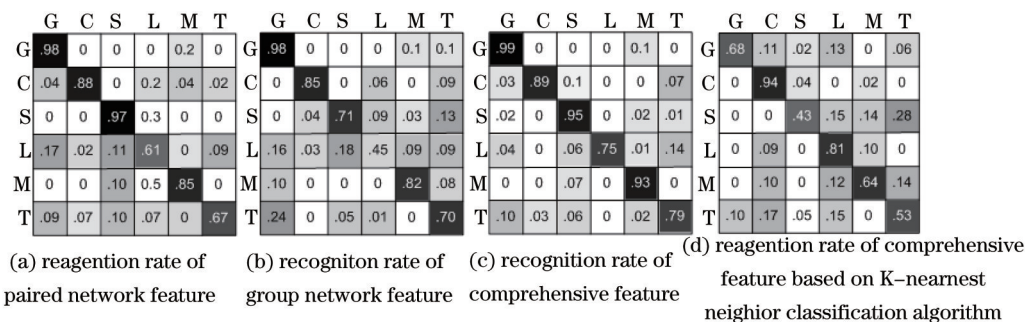 G C S L M T
G .98 0 0 0 0.2 0
C .04 .88 0 0.2 .04 .02
S 0 0 .97 0.3 0 0
L .17 .02 .11 .61 0 .09
M 0 0 .10 0.5 .85 0
T .09 .07 .10 .07 0 .67
(a) reagention rate of
paired network feature
G C S L M T
G .98 0 0 0 0.1 0.1
C 0 .85 0 .06 0 .09
S 0 .04 .71 .09 .03 .13
L .16 .03 .18 .45 .09 .09
M .10 0 0 0 .82 .08
T .24 0 .05 .01 0 .70
(b) recogniton rate of
group network feature
G C S L M T
G .99 0 0 0 0.1 0
C .03 .89 0.1 0 0 .07
S .02 0 .95 0 .02 .01
L .04 0 .06 .75 .01 .14
M 0 0 .07 0 .93 0
T .10 .03 .06 0 .02 .79
(c) recognition rate of
comprehensive feature
G C S L M T
G .68 .11 .02 .13 0 .06
C 0 .94 .04 0 .02 0
S 0 0 .43 .15 .14 .28
L 0 .09 0 .81 .10 0
M 0 .10 0 .12 .64 .14
T .10 .17 .05 .15 0 .53
(d) reagention rate of comprehensive
feature based on K-nearnest
neighior classification algorithm